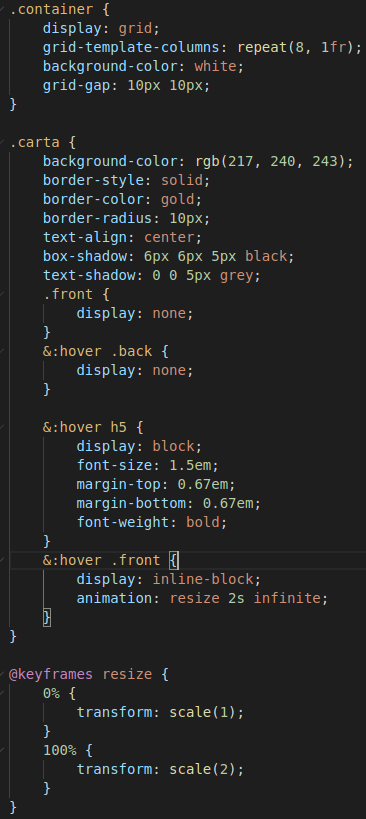 .container {
    display: grid;
    grid-template-columns: repeat(8, 1fr);
    background-color: white;
    grid-gap: 10px 10px;
}

.carta {
    background-color: rgb(217, 240, 243);
    border-style: solid;
    border-color: gold;
    border-radius: 10px;
    text-align: center;
    box-shadow: 6px 6px 5px black;
    text-shadow: 0 0 5px grey;
    .front {
        display: none;
    }
    &:hover .back {
        display: none;
    }

    &:hover h5 {
        display: block;
        font-size: 1.5em;
        margin-top: 0.67em;
        margin-bottom: 0.67em;
        font-weight: bold;
    }
    &:hover .front {
        display: inline-block;
        animation: resize 2s infinite;
    }
}

@keyframes resize {
    0% {
        transform: scale(1);
    }
    100% {
        transform: scale(2);
    }
}